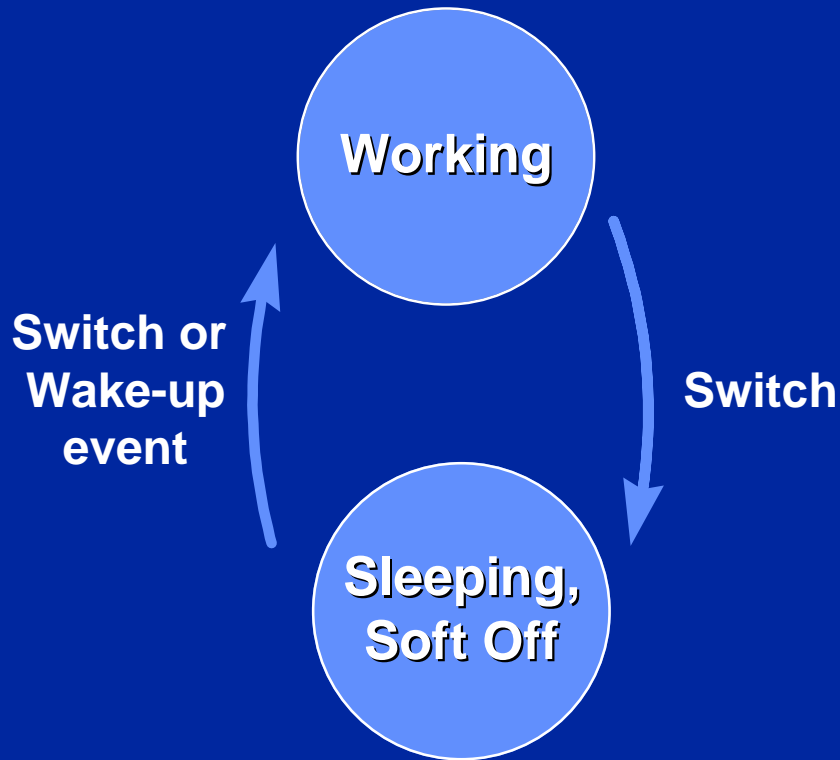 Working
Switch or
Wake-up
event
Switch
Sleeping,
Soft Off